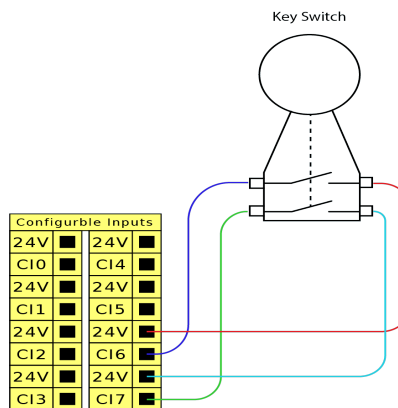 Key Switch
Configurble Inputs
24V 24V
CI0 CI4
24V 24V
CI1 CI5
24V 24V
CI2 CI6
24V 24V
CI3 CI7